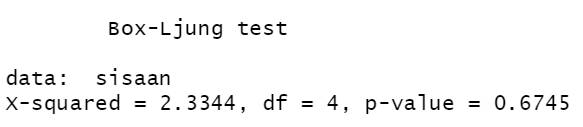 Box-Ljung test
data:  sisaan
X-squared = 2.3344, df = 4, p-value = 0.6745